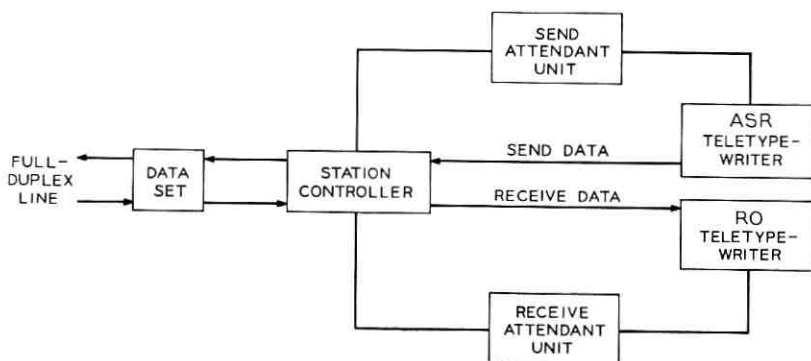 SEND
ATTENDANT
UNIT
ASR
TELETYPE-
WRITER
SEND DATA
FULL-
DUPLEX
LINE
DATA
SET
STATION
CONTROLLER
RECEIVE DATA
RO
TELETYPE-
WRITER
RECEIVE
ATTENDANT
UNIT